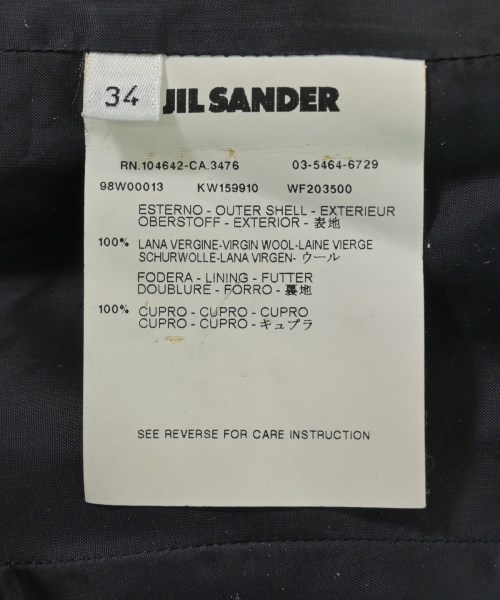 34
JIL SANDER
RN.104642-CA.3476 03-5464-6729
98W00013 KW159910 WF203500
ESTERNO - OUTER SHELL - EXTERIEUR
OBERSTOFF - EXTERIOR - 表地
100% LANA VERGINE-VIRGIN WOOL-LAINE VIERGE
SCHURWOLLE-LANA VIRGEN- ウール
FODERA - LINING - FUTTER
DOUBLURE - FORRO - 裏地
100% CUPRO - CUPRO - CUPRO
CUPRO - CUPRO - キュプラ
SEE REVERSE FOR CARE INSTRUCTION